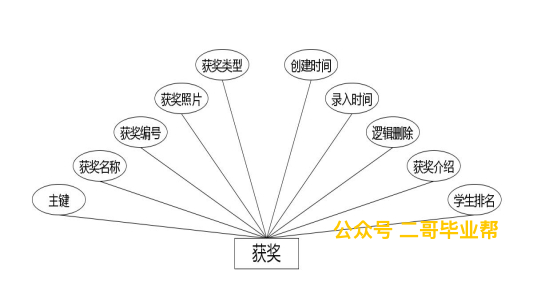 获奖类型
创建时间
获奖照片
录入时间
获奖编号
逻辑删除
获奖名称
获奖介绍
主键
学生排名
公众号 二哥毕业帮
获奖